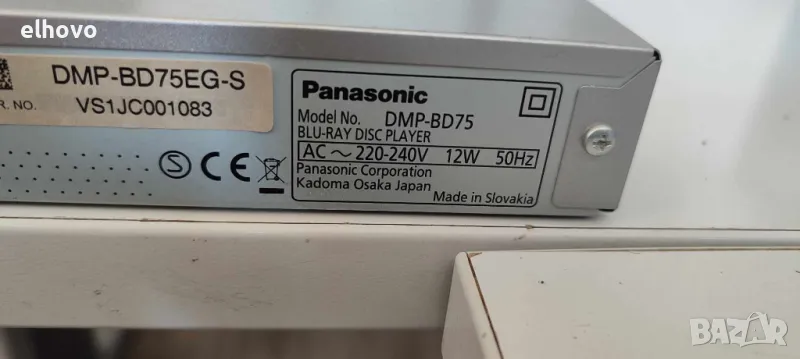 elhovo
DMP-BD75EG-S
R. NO. VS1JC001083
Panasonic
Model No. DMP-BD75
BLU-RAY DISC PLAYER
AC ~ 220-240V 12W 50Hz
Panasonic Corporation
Kadoma Osaka Japan
Made in Slovakia
S CE
BAZAR